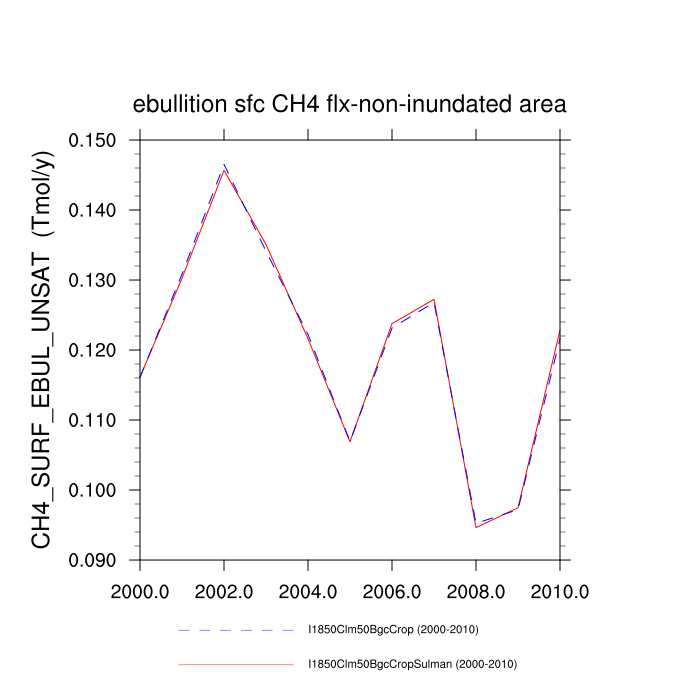 ebullition sfc CH4 flx-non-inundated area
CH4_SURF_EBUL_UNSAT (Tmol/y)
0.150
0.140
0.130
0.120
0.110
0.100
0.090
2000.0 2002.0 2004.0 2006.0 2008.0 2010.0
I1850Clm50BgcCrop (2000-2010)
I1850Clm50BgcCropSulman (2000-2010)